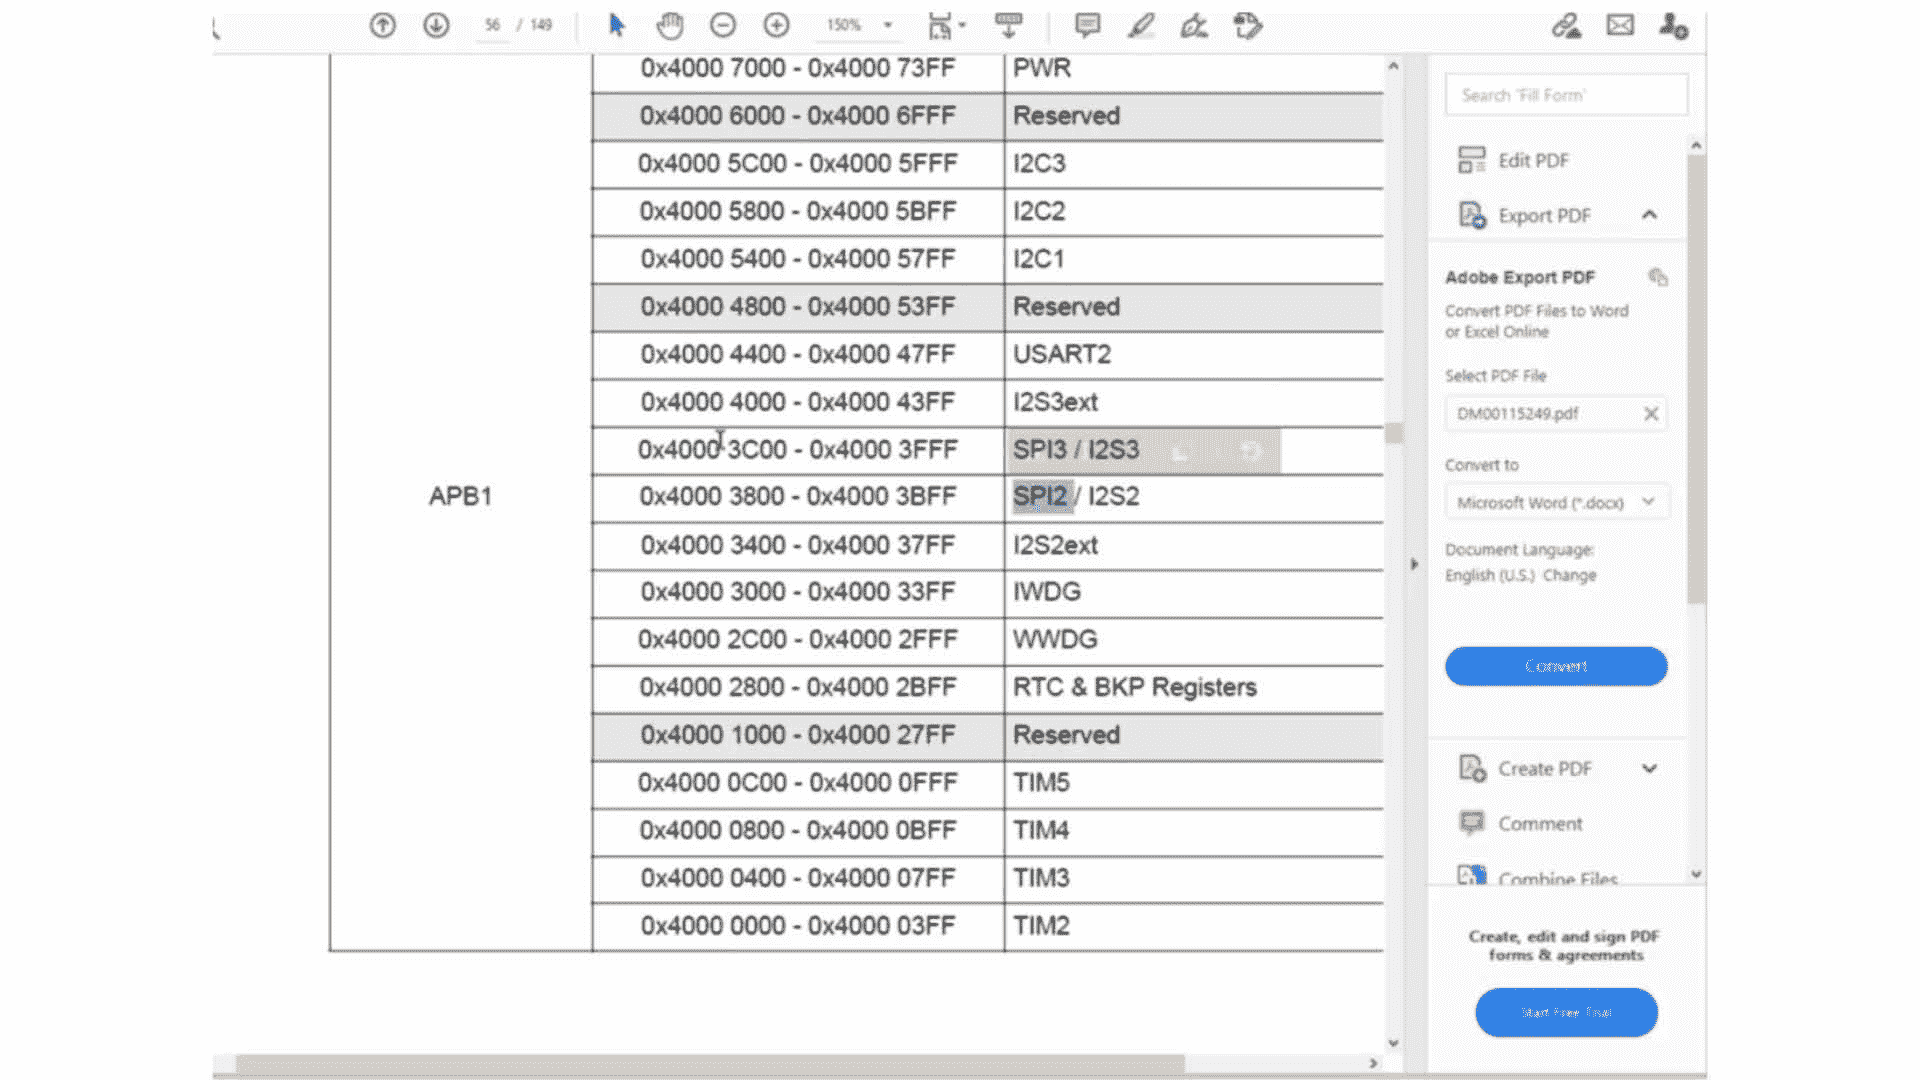 56 / 149
150%
0x4000 7000 - 0x4000 73FF PWR
0x4000 6000 - 0x4000 6FFF Reserved
0x4000 5C00 - 0x4000 5FFF I2C3
0x4000 5800 - 0x4000 5BFF I2C2
0x4000 5400 - 0x4000 57FF I2C1
0x4000 4800 - 0x4000 53FF Reserved
0x4000 4400 - 0x4000 47FF USART2
0x4000 4000 - 0x4000 43FF I2S3ext
0x4000 3C00 - 0x4000 3FFF SPI3 / I2S3
APB1 0x4000 3800 - 0x4000 3BFF SPI2 / I2S2
0x4000 3400 - 0x4000 37FF I2S2ext
0x4000 3000 - 0x4000 33FF IWDG
0x4000 2C00 - 0x4000 2FFF WWDG
0x4000 2800 - 0x4000 2BFF RTC & BKP Registers
0x4000 1000 - 0x4000 27FF Reserved
0x4000 0C00 - 0x4000 0FFF TIM5
0x4000 0800 - 0x4000 0BFF TIM4
0x4000 0400 - 0x4000 07FF TIM3
0x4000 0000 - 0x4000 03FF TIM2
Search 'Fill Form'
Edit PDF
Export PDF
Adobe Export PDF
Convert PDF Files to Word
or Excel Online
Select PDF File
DM00115249.pdf
Convert to
Microsoft Word (*.docx)
Document Language:
English (U.S.) Change
Convert
Create PDF
Comment
Combine Files
Create, edit and sign PDF
forms & agreements
Start Free Trial